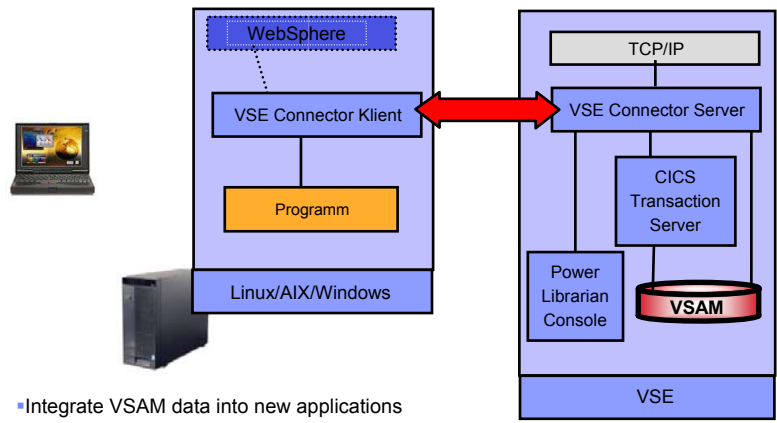 WebSphere
VSE Connector Klient
Programm
Linux/AIX/Windows
TCP/IP
VSE Connector Server
CICS
Transaction
Server
Power
Librarian
Console
VSAM
VSE
▪Integrate VSAM data into new applications